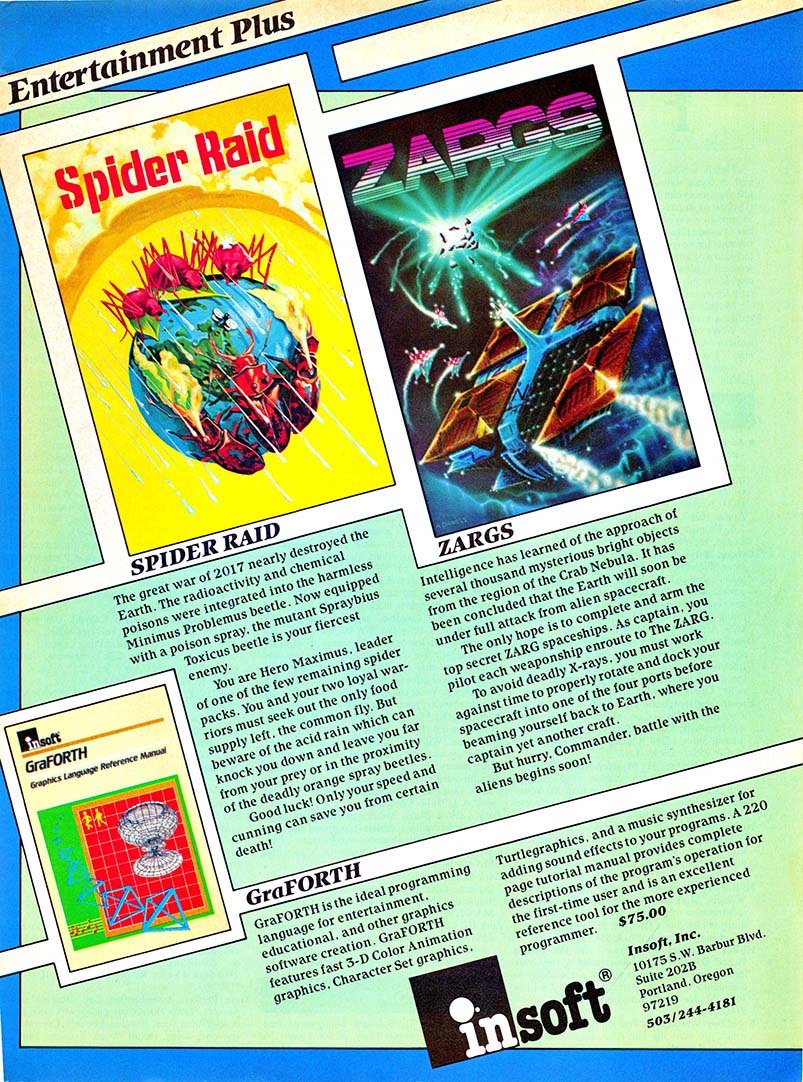 Entertainment Plus
Spider Raid
ZARGS
A. DANIELS
SPIDER RAID
The great war of 2017 nearly destroyed the
Earth. The radioactivity and chemical
poisons were integrated into the harmless
Minimus Problemus beetle. Now equipped
with a poison spray, the mutant Spraybius
Toxicus beetle is your fiercest
enemy.
You are Hero Maximus, leader
of one of the few remaining spider
packs. You and your two loyal war-
riors must seek out the only food
supply left, the common fly. But
beware of the acid rain which can
knock you down and leave you far
from your prey or in the proximity
of the deadly orange spray beetles.
Good luck! Only your speed and
cunning can save you from certain
death!
ZARGS
Intelligence has learned of the approach of
several thousand mysterious bright objects
from the region of the Crab Nebula. It has
been concluded that the Earth will soon be
under full attack from alien spacecraft.
The only hope is to complete and arm the
top secret ZARG spaceships. As captain, you
pilot each weaponship enroute to The ZARG.
To avoid deadly X-rays, you must work
against time to properly rotate and dock your
spacecraft into one of the four ports before
beaming yourself back to Earth, where you
captain yet another craft.
But hurry, Commander, battle with the
aliens begins soon!
insoft
GraFORTH
Graphics Language Reference Manual
GraFORTH
GraFORTH is the ideal programming
language for entertainment,
educational, and other graphics
software creation. GraFORTH
features fast 3-D Color Animation
graphics, Character Set graphics,
Turtlegraphics, and a music synthesizer for
adding sound effects to your programs. A 220
page tutorial manual provides complete
descriptions of the program's operation for
the first-time user and is an excellent
reference tool for the more experienced
programmer. $75.00
insoft®
Insoft, Inc.
10175 S.W. Barbur Blvd.
Suite 202B
Portland, Oregon
97219
503/244-4181